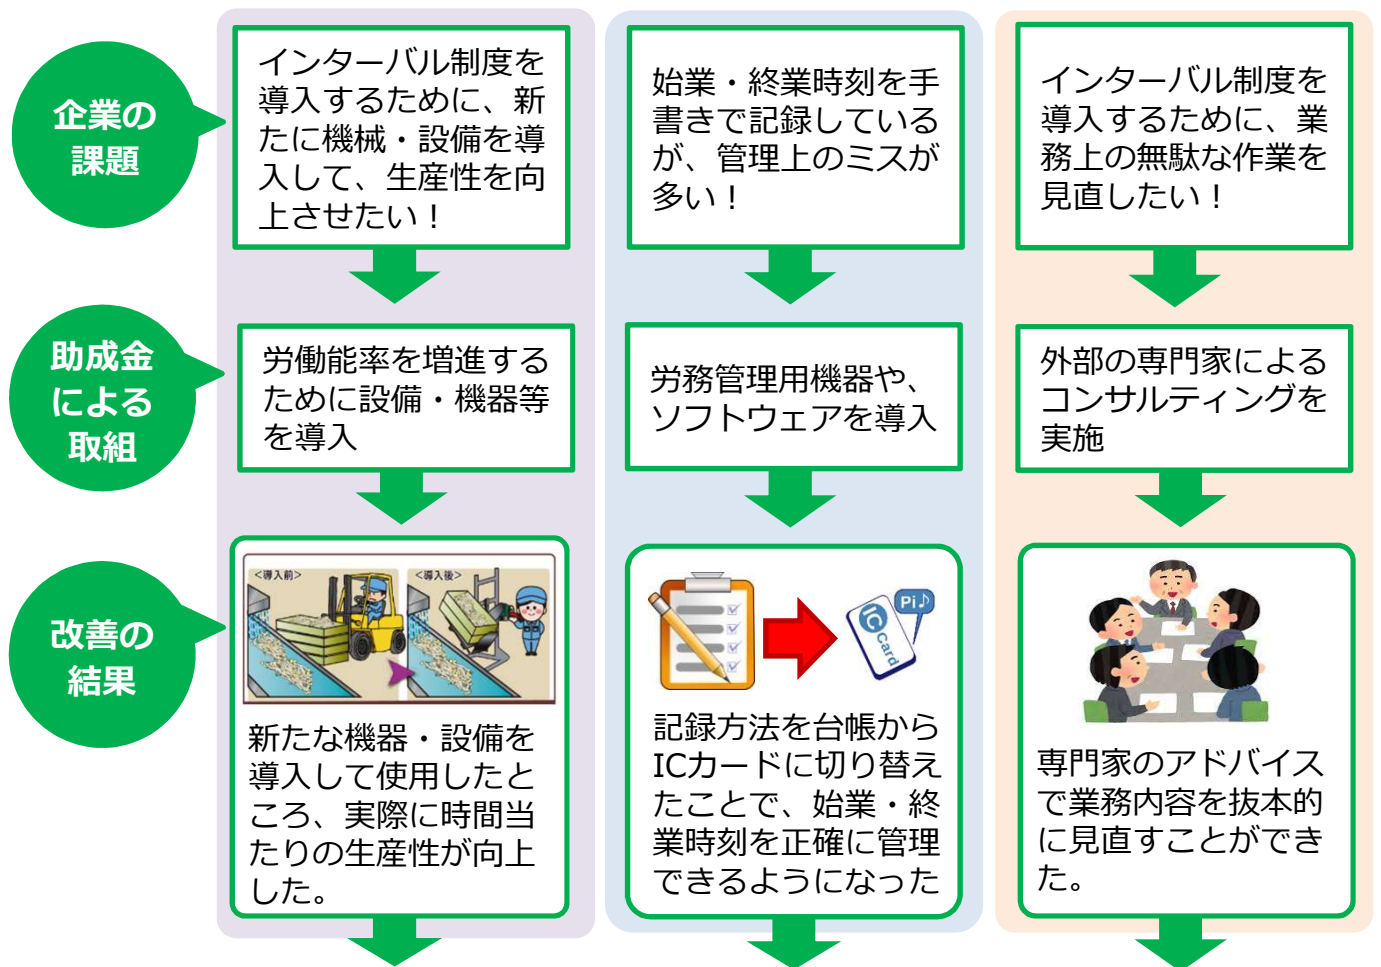 企業の
課題
インターバル制度を
導入するために、新
たに機械・設備を導
入して、生産性を向
上させたい！
始業・終業時刻を手
書きで記録している
が、管理上のミスが
多い！
インターバル制度を
導入するために、業
務上の無駄な作業を
見直したい！
助成金
による
取組
労働能率を増進する
ために設備・機器等
を導入
労務管理用機器や、
ソフトウェアを導入
外部の専門家による
コンサルティングを
実施
改善の
結果
<導入前>
<導入後>
新たな機器・設備を
導入して使用したと
ころ、実際に時間当
たりの生産性が向上
した。
Pi♪
IC
Card
記録方法を台帳から
ICカードに切り替え
たことで、始業・終
業時刻を正確に管理
できるようになった
専門家のアドバイス
で業務内容を抜本的
に見直すことができ
た。